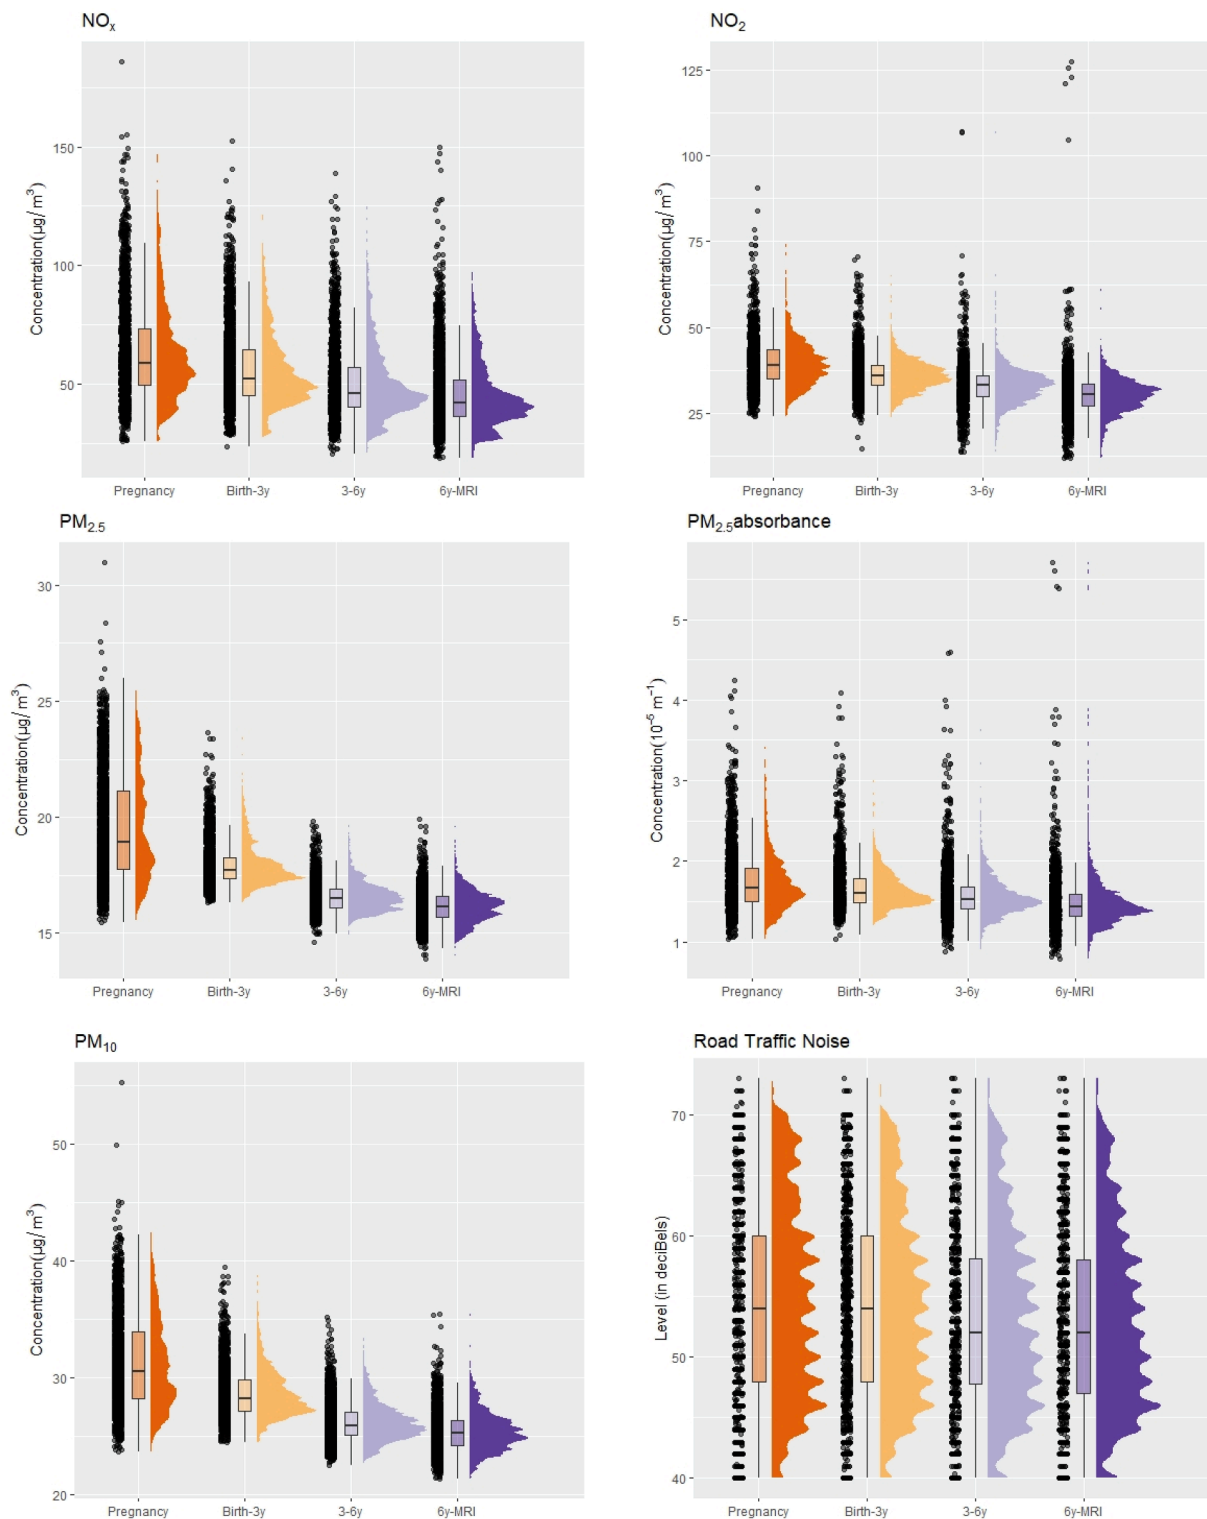 NOx
Concentration(μg/m³)
150
100
50
Pregnancy Birth-3y 3-6y 6y-MRI
NO₂
Concentration(μg/m³)
125
100
75
50
25
Pregnancy Birth-3y 3-6y 6y-MRI
PM₂.₅
Concentration(μg/m³)
30
25
20
15
Pregnancy Birth-3y 3-6y 6y-MRI
PM₂.₅absorbance
Concentration(10⁻⁵ m⁻¹)
5
4
3
2
1
Pregnancy Birth-3y 3-6y 6y-MRI
PM₁₀
Concentration(μg/m³)
50
40
30
20
Pregnancy Birth-3y 3-6y 6y-MRI
Road Traffic Noise
Level (in deciBels)
70
60
50
40
Pregnancy Birth-3y 3-6y 6y-MRI